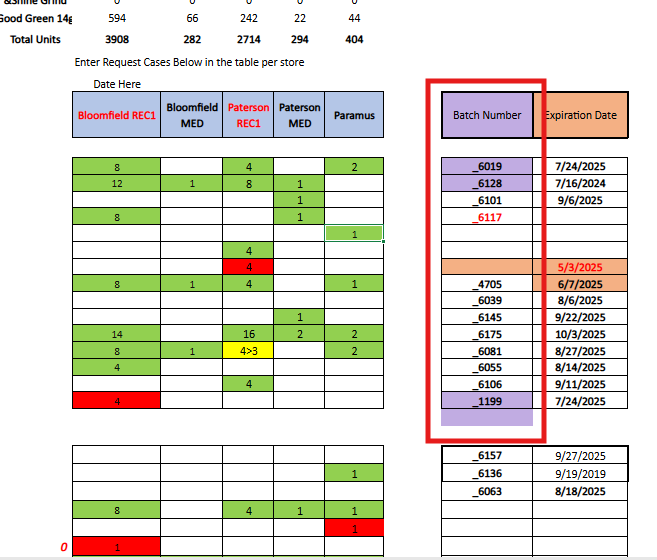 &Shine Grind 0 0 0 0 0
Good Green 14g 594 66 242 22 44
Total Units 3908 282 2714 294 404
Enter Request Cases Below in the table per store
Date Here
Bloomfield REC1 Bloomfield MED Paterson REC1 Paterson MED Paramus Batch Number Expiration Date
8 4 2 _6019 7/24/2025
12 1 8 1 _6128 7/16/2024
1 _6101 9/6/2025
8 1 _6117
1
4
4 5/3/2025
8 1 4 1 _4705 6/7/2025
_6039 8/6/2025
1 _6145 9/22/2025
14 16 2 2 _6175 10/3/2025
8 1 4>3 2 _6081 8/27/2025
4 _6055 8/14/2025
4 _6106 9/11/2025
4 _1199 7/24/2025
_6157 9/27/2025
1 _6136 9/19/2019
_6063 8/18/2025
8 4 1 1
1
0 1